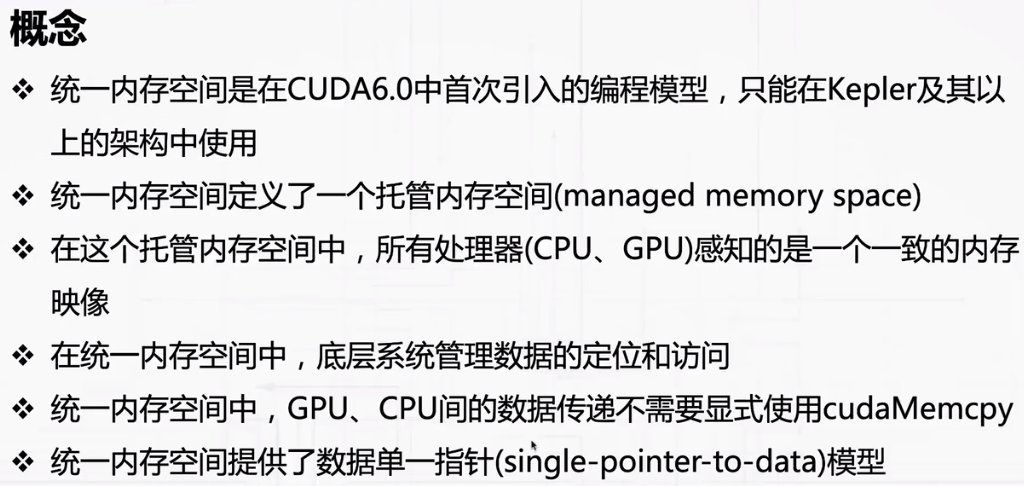 概念
❖ 统一内存空间是在CUDA6.0中首次引入的编程模型，只能在Kepler及其以
上的架构中使用
❖ 统一内存空间定义了一个托管内存空间(managed memory space)
❖ 在这个托管内存空间中，所有处理器(CPU、GPU)感知的是一个一致的内存
映像
❖ 在统一内存空间中，底层系统管理数据的定位和访问
❖ 统一内存空间中，GPU、CPU间的数据传递不需要显式使用cudaMemcpy
❖ 统一内存空间提供了数据单一指针(single-pointer-to-data)模型